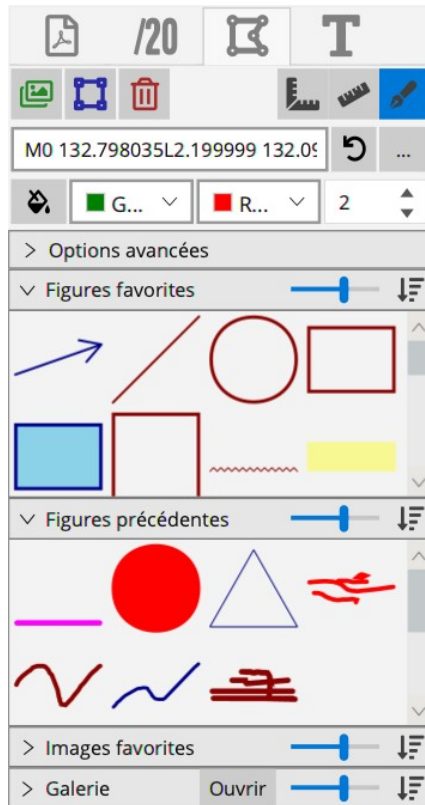 /20 T
M0 132.798035L2.199999 132.09 ...
G... R... 2
Options avancées
Figures favorites
Figures précédentes
Images favorites
Galerie Ouvrir